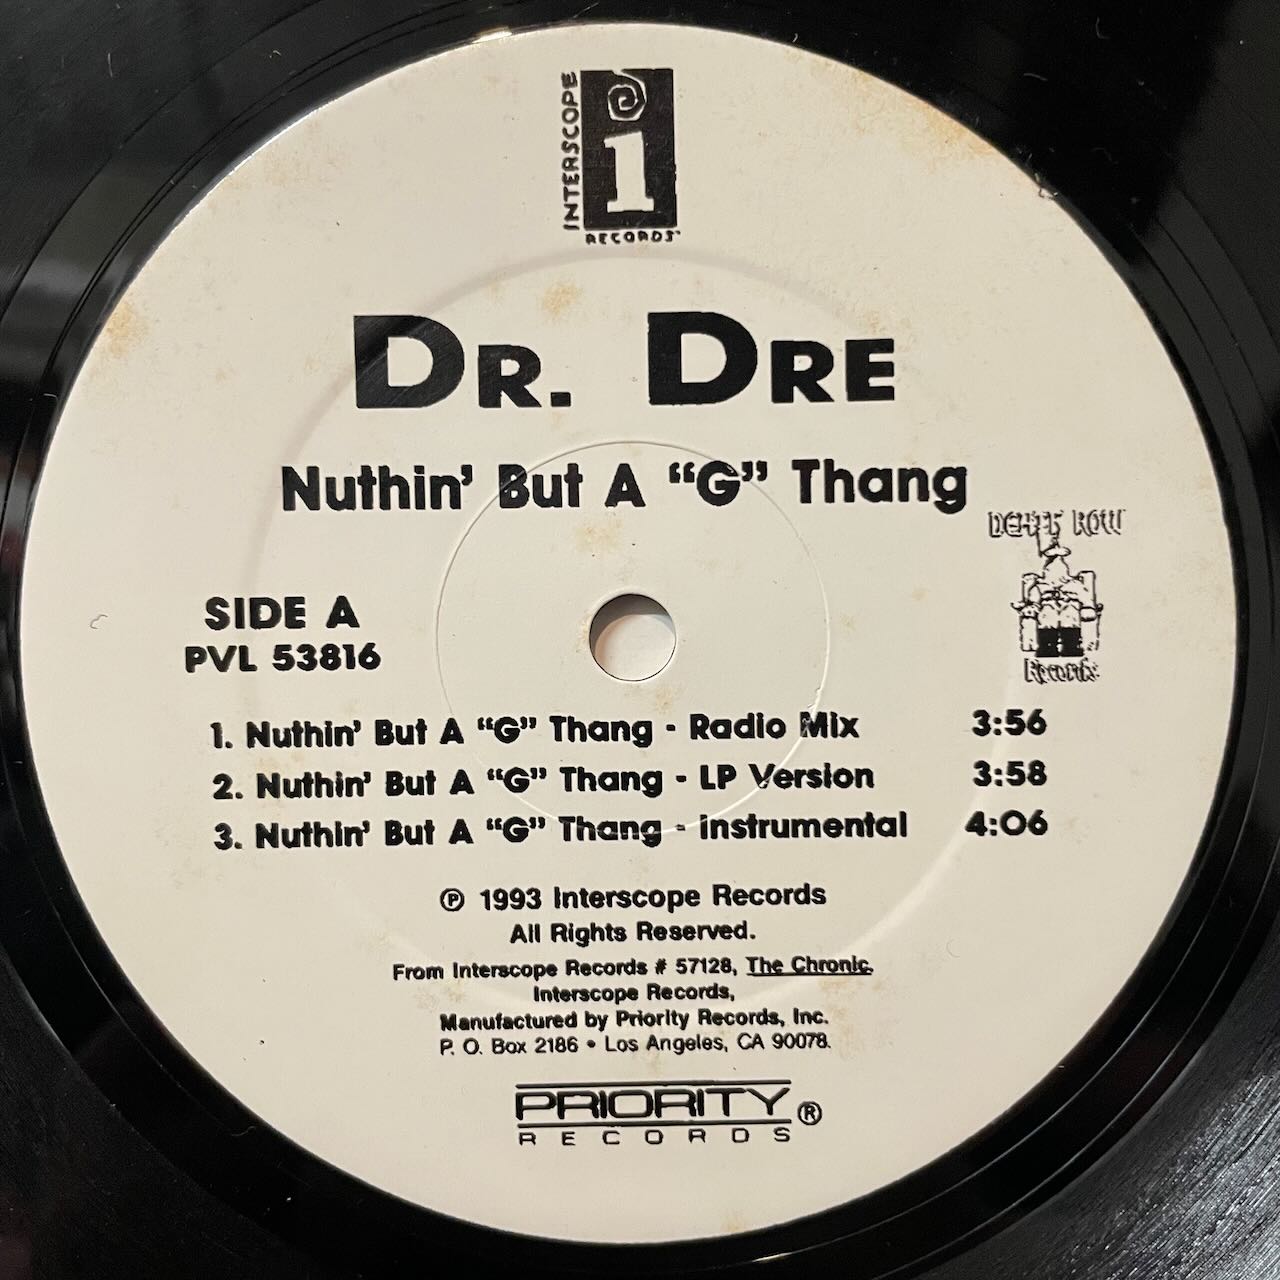 INTERSCOPE
i
RECORDS
DR. DRE
Nuthin' But A “G” Thang
DEATH ROW
Records
SIDE A
PVL 53816
1. Nuthin' But A “G” Thang - Radio Mix 3:56
2. Nuthin' But A “G” Thang - LP Version 3:58
3. Nuthin' But A “G” Thang - Instrumental 4:06
℗ 1993 Interscope Records
All Rights Reserved.
From Interscope Records # 57128, The Chronic.
Interscope Records,
Manufactured by Priority Records, Inc.
P. O. Box 2186 • Los Angeles, CA 90078.
PRIORITY ®
RECORDS